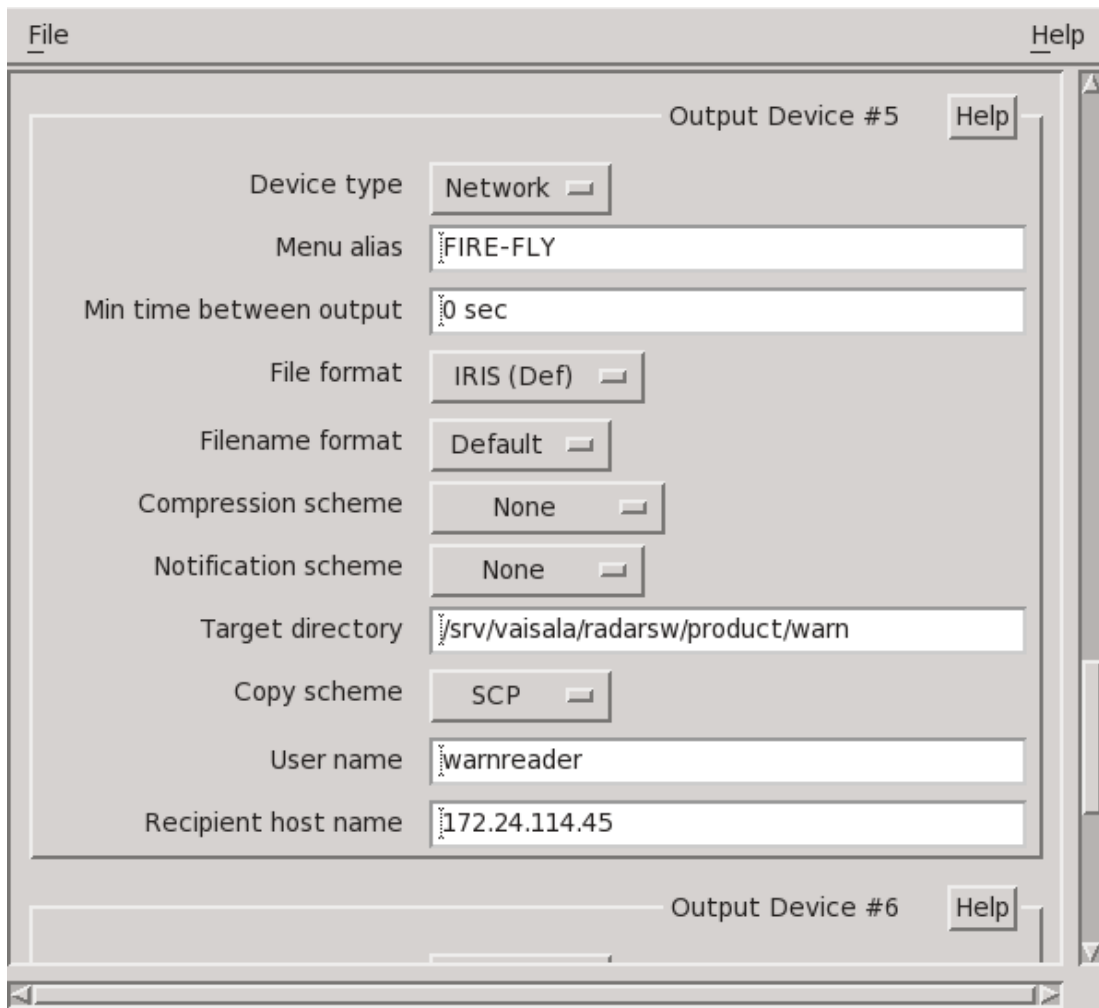 File Help
Output Device #5 Help
Device type Network
Menu alias FIRE-FLY
Min time between output 0 sec
File format IRIS (Def)
Filename format Default
Compression scheme None
Notification scheme None
Target directory /srv/vaisala/radarsw/product/warn
Copy scheme SCP
User name warnreader
Recipient host name 172.24.114.45
Output Device #6 Help